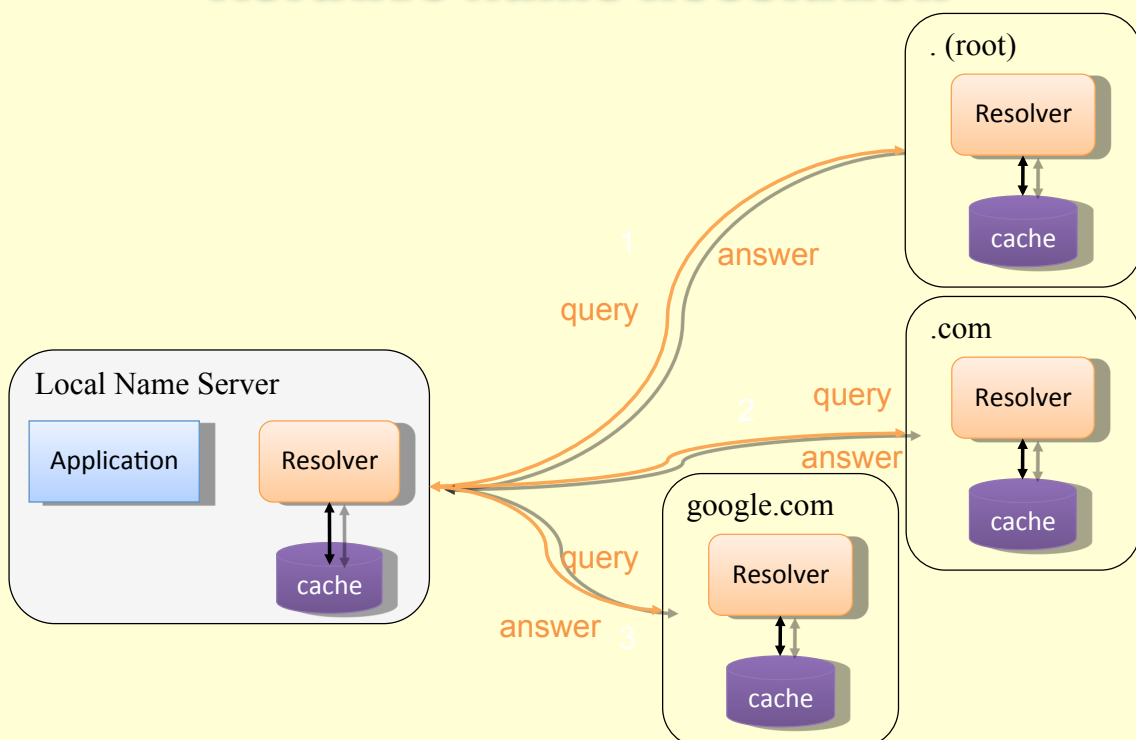 . (root)
Resolver
cache
1
answer
query
.com
Resolver
cache
Local Name Server
Application
Resolver
cache
2
query
answer
google.com
Resolver
cache
query
answer
3